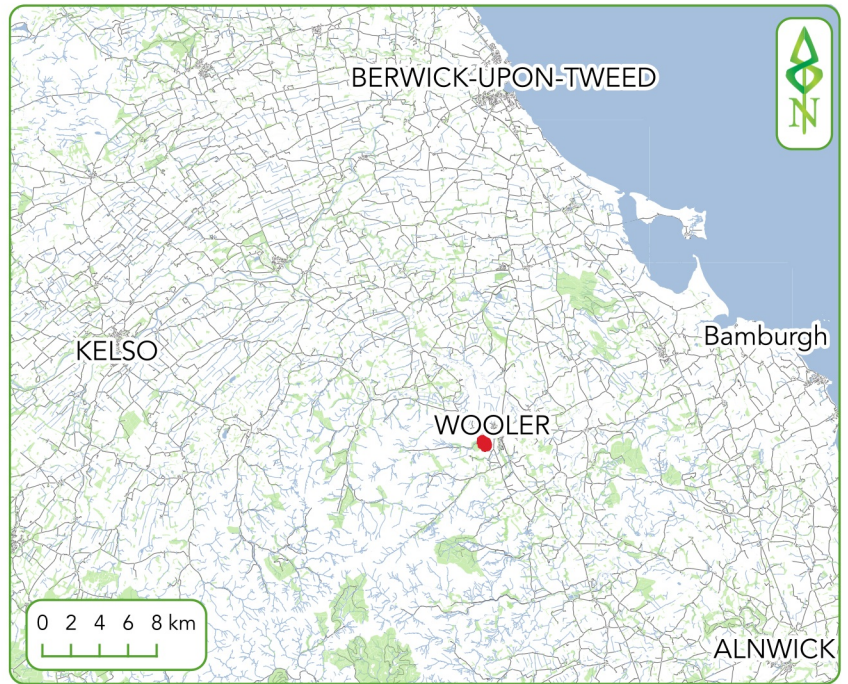 BERWICK-UPON-TWEED
N
Bamburgh
KELSO
WOOLER
0 2 4 6 8 km
ALNWICK